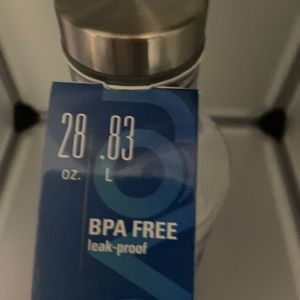 28 .83
OZ. L
BPA FREE
leak-proof